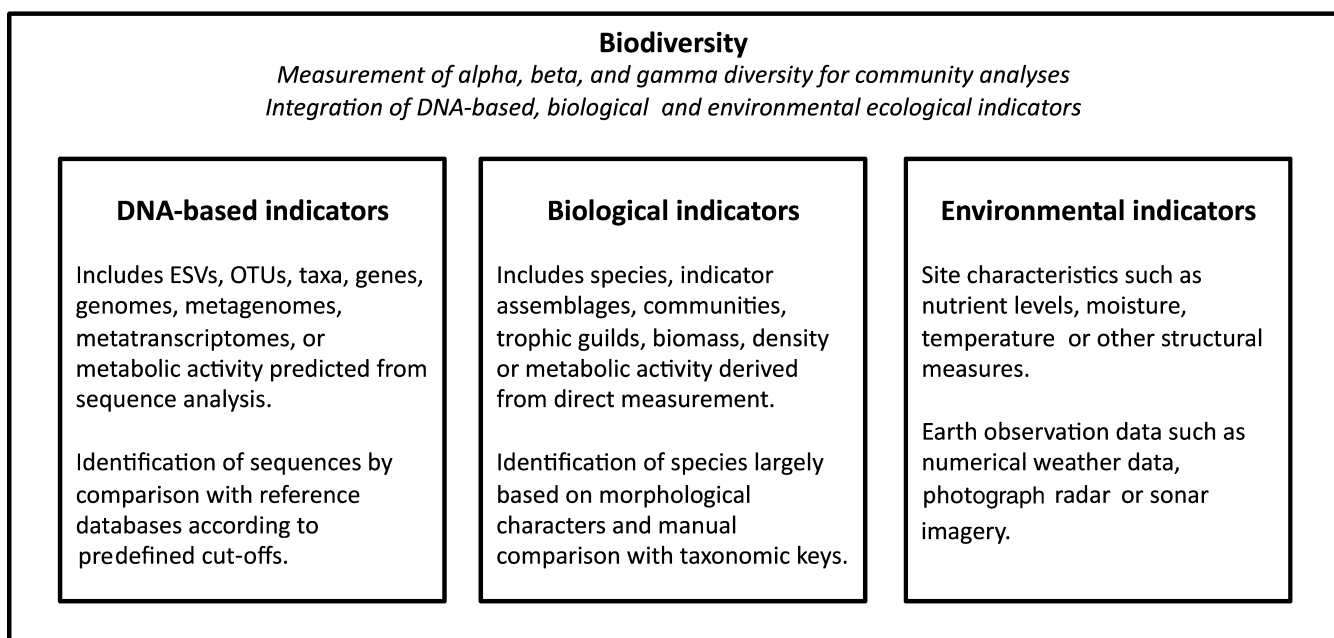 Biodiversity
Measurement of alpha, beta, and gamma diversity for community analyses
Integration of DNA-based, biological and environmental ecological indicators
DNA-based indicators
Includes ESVs, OTUs, taxa, genes,
genomes, metagenomes,
metatranscriptomes, or
metabolic activity predicted from
sequence analysis.
Identification of sequences by
comparison with reference
databases according to
predefined cut-offs.
Biological indicators
Includes species, indicator
assemblages, communities,
trophic guilds, biomass, density
or metabolic activity derived
from direct measurement.
Identification of species largely
based on morphological
characters and manual
comparison with taxonomic keys.
Environmental indicators
Site characteristics such as
nutrient levels, moisture,
temperature or other structural
measures.
Earth observation data such as
numerical weather data,
photograph radar or sonar
imagery.